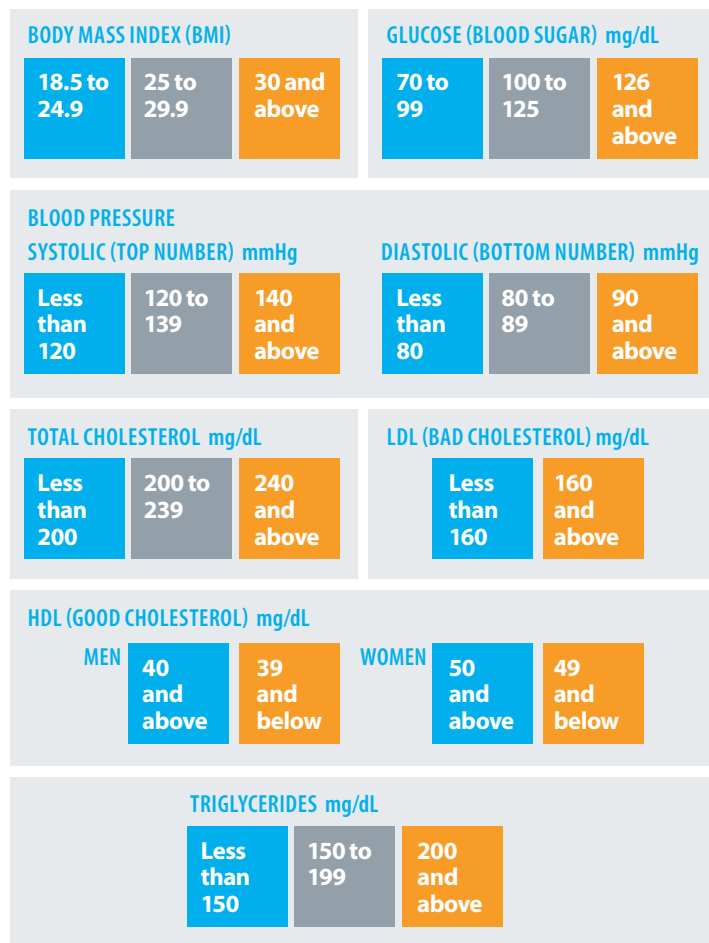 BODY MASS INDEX (BMI)
18.5 to
24.9
25 to
29.9
30 and
above
GLUCOSE (BLOOD SUGAR) mg/dL
70 to
99
100 to
125
126
and
above
BLOOD PRESSURE
SYSTOLIC (TOP NUMBER) mmHg
Less
than
120
120 to
139
140
and
above
DIASTOLIC (BOTTOM NUMBER) mmHg
Less
than
80
80 to
89
90
and
above
TOTAL CHOLESTEROL mg/dL
Less
than
200
200 to
239
240
and
above
LDL (BAD CHOLESTEROL) mg/dL
Less
than
160
160
and
above
HDL (GOOD CHOLESTEROL) mg/dL
MEN
40
and
above
39
and
below
WOMEN
50
and
above
49
and
below
TRIGLYCERIDES mg/dL
Less
than
150
150 to
199
200
and
above